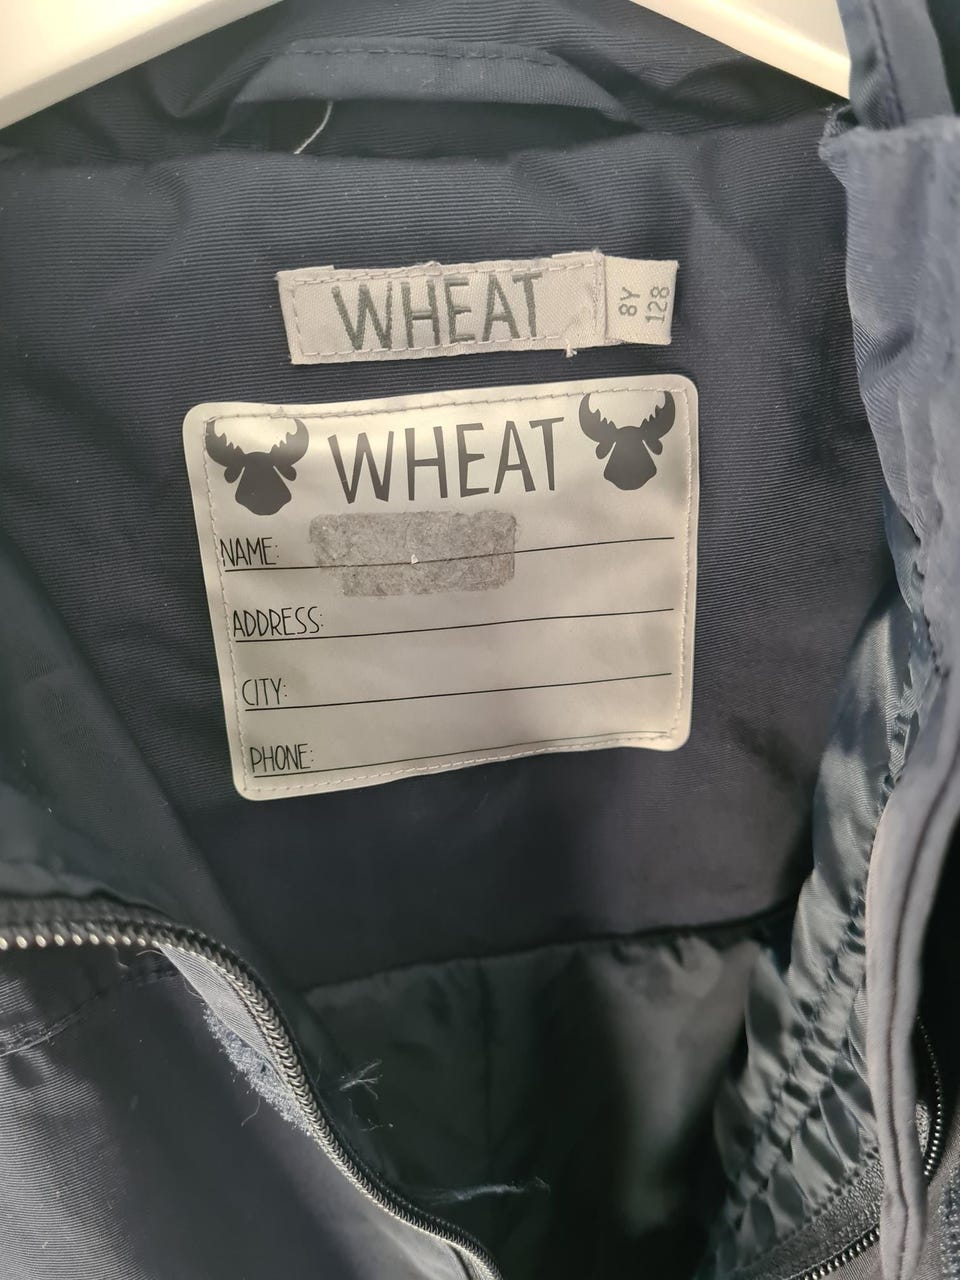 WHEAT
8Y
128
WHEAT
NAME:
ADDRESS:
CITY:
PHONE: